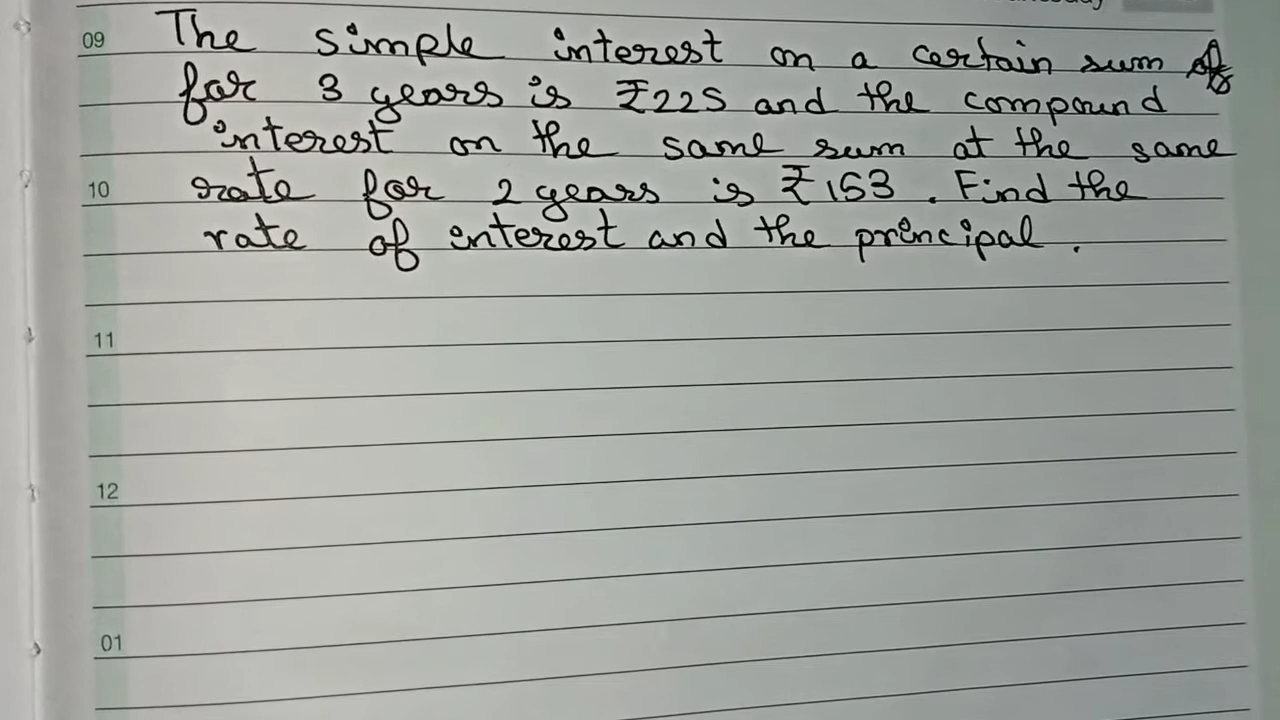 09 The simple interest on a certain sum
for 3 years is ₹225 and the compound
interest on the same sum at the same
10 rate for 2 years is ₹153. Find the
rate of interest and the principal.
11
12
01